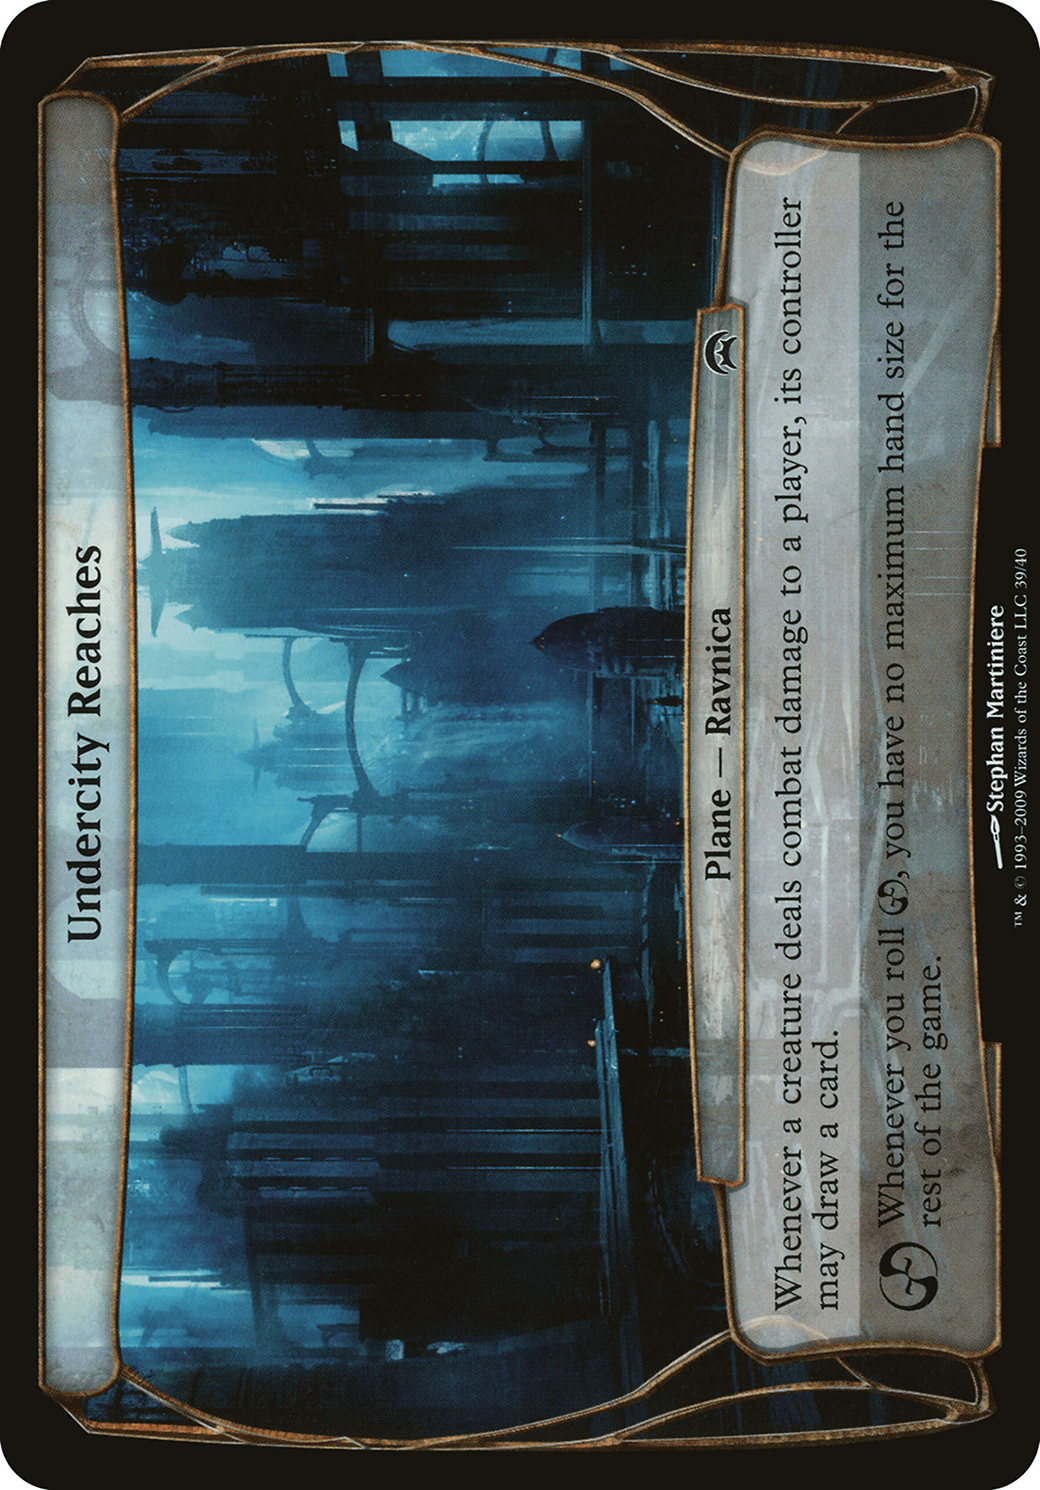 Undercity Reaches
Plane — Ravnica
Whenever a creature deals combat damage to a player, its controller
may draw a card.
Whenever you roll , you have no maximum hand size for the
rest of the game.
Stephan Martiniere
™ & © 1993–2009 Wizards of the Coast LLC 39/40